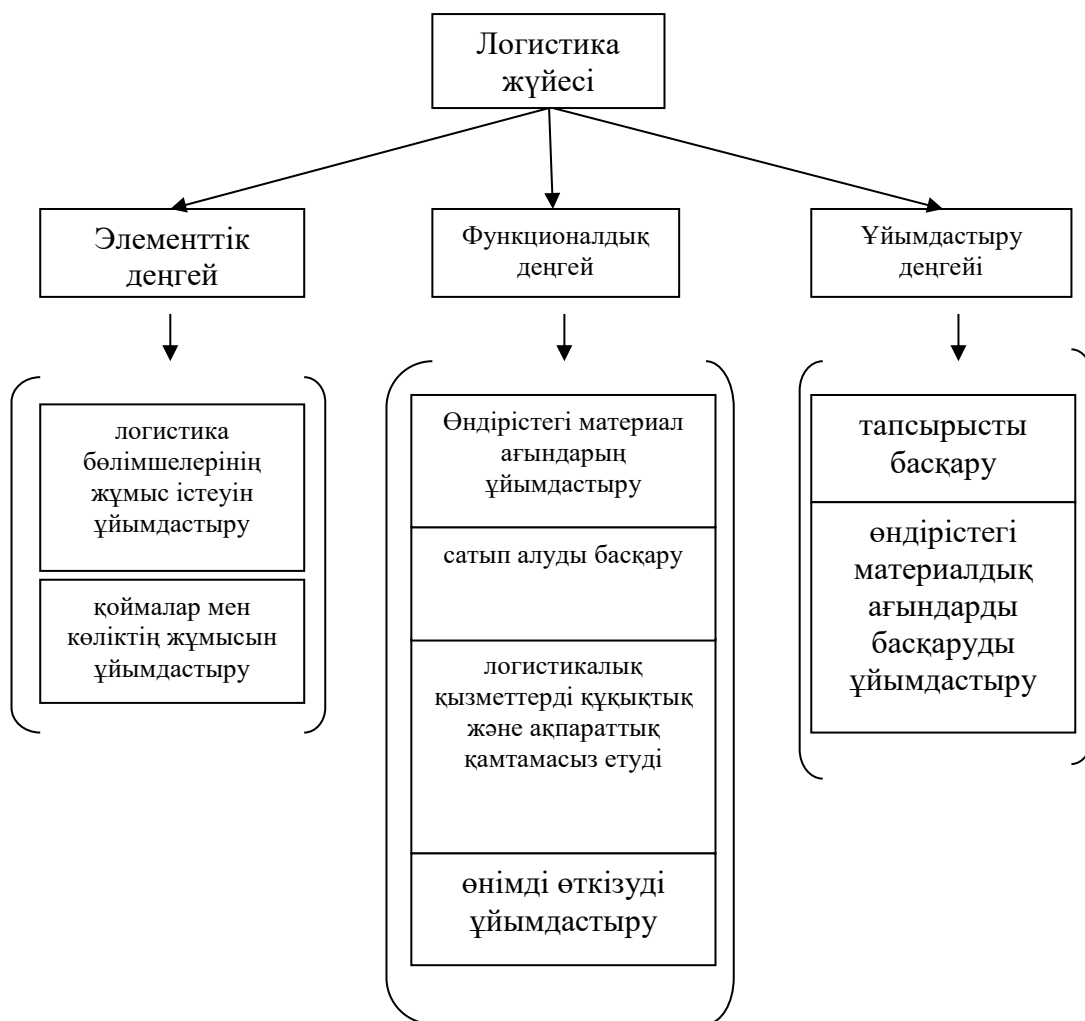 Логистика
жүйесі
Элементтік
деңгей
Функционалдық
деңгей
Ұйымдастыру
деңгейі
логистика
бөлімшелерінің
жұмыс істеуін
ұйымдастыру
қоймалар мен
көліктің жұмысын
ұйымдастыру
Өндірістегі материал
ағындарың
ұйымдастыру
сатып алуды басқару
логистикалық
қызметтерді құқықтық
және ақпараттық
қамтамасыз етуді
өнімді өткізуді
ұйымдастыру
тапсырысты
басқару
өндірістегі
материалдық
ағындарды
басқаруды
ұйымдастыру